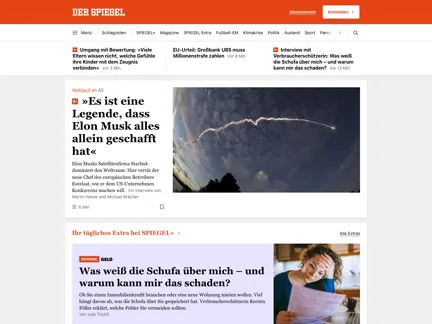 DER SPIEGEL
Abonnement
Anmelden
Menü Schlagzeilen SPIEGEL+ Magazine SPIEGEL Extra Fußball-EM Klimakrise Politik Ausland Sport
Umgang mit Bewertung: »Viele
Eltern wissen nicht, welche Gefühle
ihre Kinder mit dem Zeugnis
verbinden« Vor 3 Min
EU-Urteil: Großbank UBS muss
Millionenstrafe zahlen Vor 8 Min
Interview mit
Verbraucherschützerin: Was weiß
die Schufa über mich – und warum
kann mir das schaden? Vor 12 Min
Wettlauf im All
»Es ist eine
Legende, dass
Elon Musk alles
allein geschafft
hat«
Elon Musks Satellitenfirma Starlink
dominiert den Weltraum. Hier verrät der
neue Chef des europäischen Betreibers
Eutelsat, wie er dem US-Unternehmen
Konkurrenz machen will. Ein Interview von
Martin Hesse und Michael Brächer
6 Min
Ihr tägliches Extra bei SPIEGEL+
Alle Extras
SPIEGEL GELD
Was weiß die Schufa über mich – und
warum kann mir das schaden?
Ob Sie einen Immobilienkredit brauchen oder eine neue Wohnung mieten wollen: Viel
hängt davon ab, was die Schufa über Sie gespeichert hat. Verbraucherschützerin Kerstin
Föller erklärt, welche Fehler Sie vermeiden sollten.
von Udo Trichtl